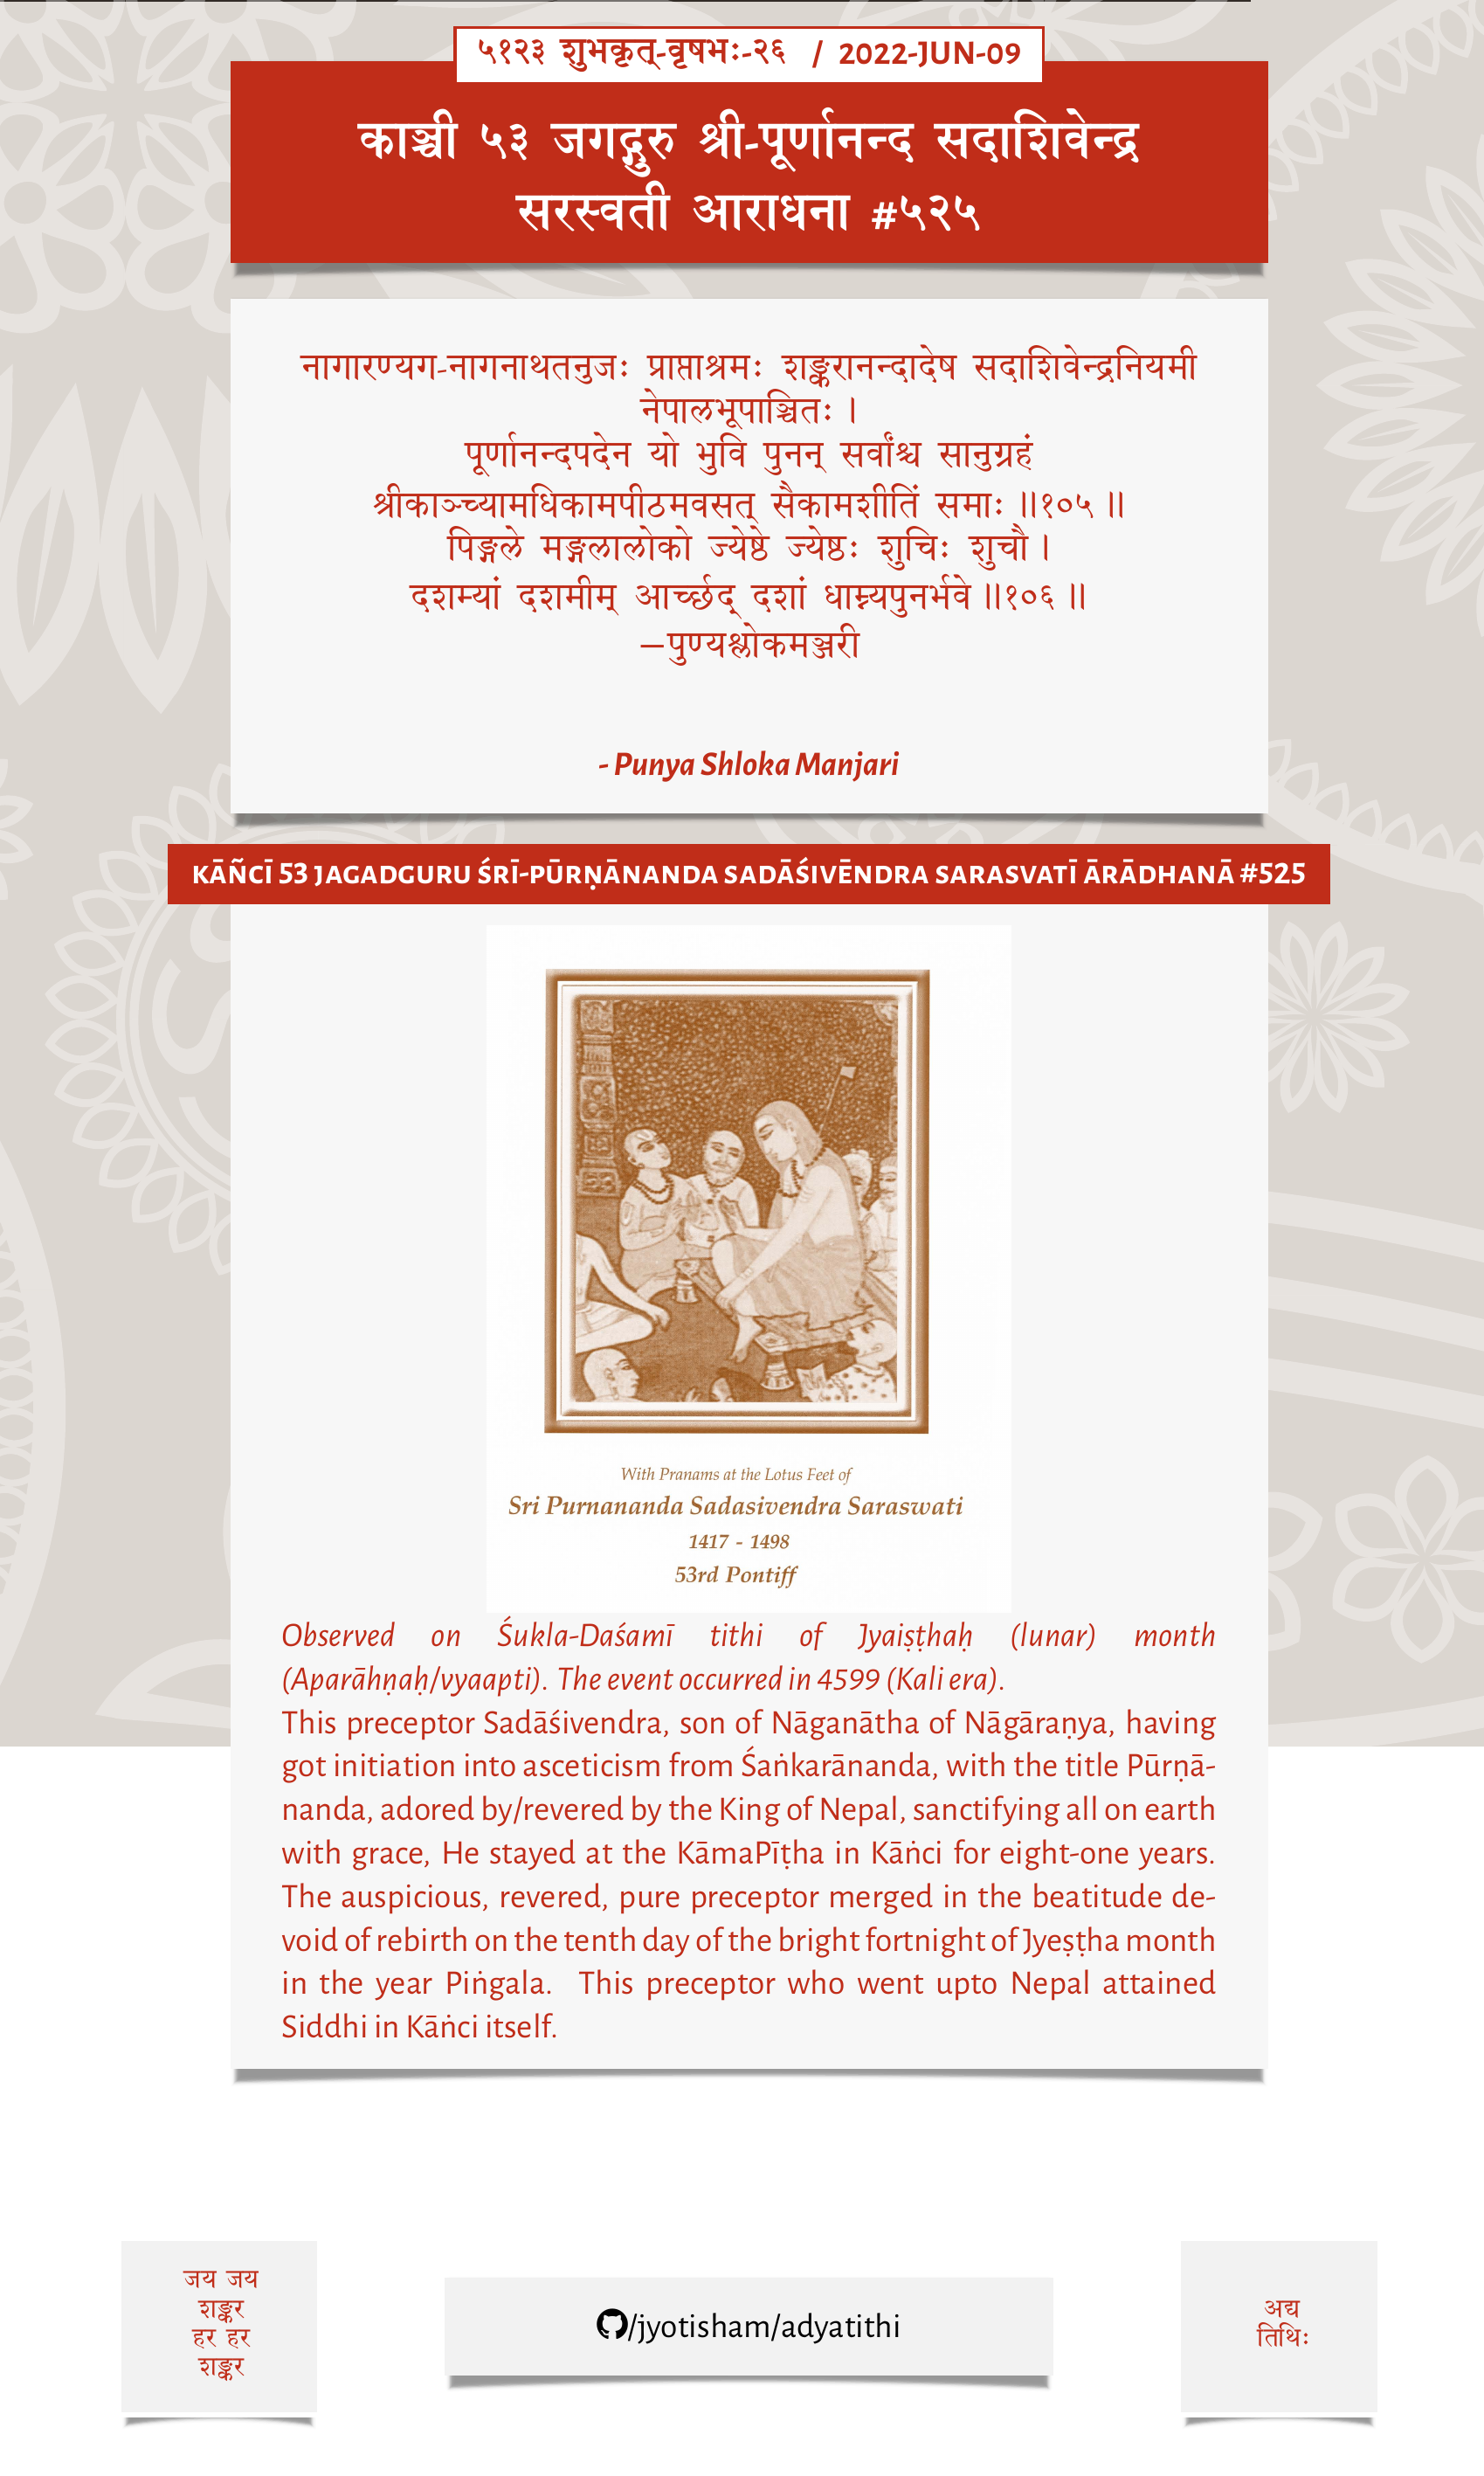 ५१२३ शुभकृत्-वृषभः-२६ / 2022-JUN-09
काञ्ची ५३ जगद्गुरु श्री-पूर्णानन्द सदाशिवेन्द्र
सरस्वती आराधना #५२५
नागारण्यग-नागनाथतनुजः प्राप्ताश्रमः शङ्करानन्दादेष सदाशिवेन्द्रनियमी
नेपालभूपाञ्चितः ।
पूर्णानन्दपदेन यो भुवि पुनन् सर्वांश्च सानुग्रहं
श्रीकाञ्च्यामधिकामपीठमवसत् सैकामशीतिं समाः ॥१०५॥
पिङ्गले मङ्गलालोको ज्येष्ठे ज्येष्ठः शुचिः शुचौ ।
दशम्यां दशमीम् आर्च्छद् दशां धाम्न्यपुनर्भवे ॥१०६॥
—पुण्यश्लोकमञ्जरी
- Punya Shloka Manjari
KĀÑCĪ 53 JAGADGURU ŚRĪ-PŪRṆĀNANDA SADĀŚIVĒNDRA SARASVATĪ ĀRĀDHANĀ #525
With Pranams at the Lotus Feet of
Sri Purnananda Sadasivendra Saraswati
1417 - 1498
53rd Pontiff
Observed on Śukla-Daśamī tithi of Jyaiṣṭhaḥ (lunar) month
(Aparāhṇaḥ/vyaapti). The event occurred in 4599 (Kali era).
This preceptor Sadāśivendra, son of Nāganātha of Nāgāraṇya, having
got initiation into asceticism from Śaṅkarānanda, with the title Pūrṇā-
nanda, adored by/revered by the King of Nepal, sanctifying all on earth
with grace, He stayed at the KāmaPīṭha in Kāṅci for eight-one years.
The auspicious, revered, pure preceptor merged in the beatitude de-
void of rebirth on the tenth day of the bright fortnight of Jyeṣṭha month
in the year Piṅgala. This preceptor who went upto Nepal attained
Siddhi in Kāṅci itself.
जय जय
शङ्कर
हर हर
शङ्कर
/jyotisham/adyatithi
अद्य
तिथिः